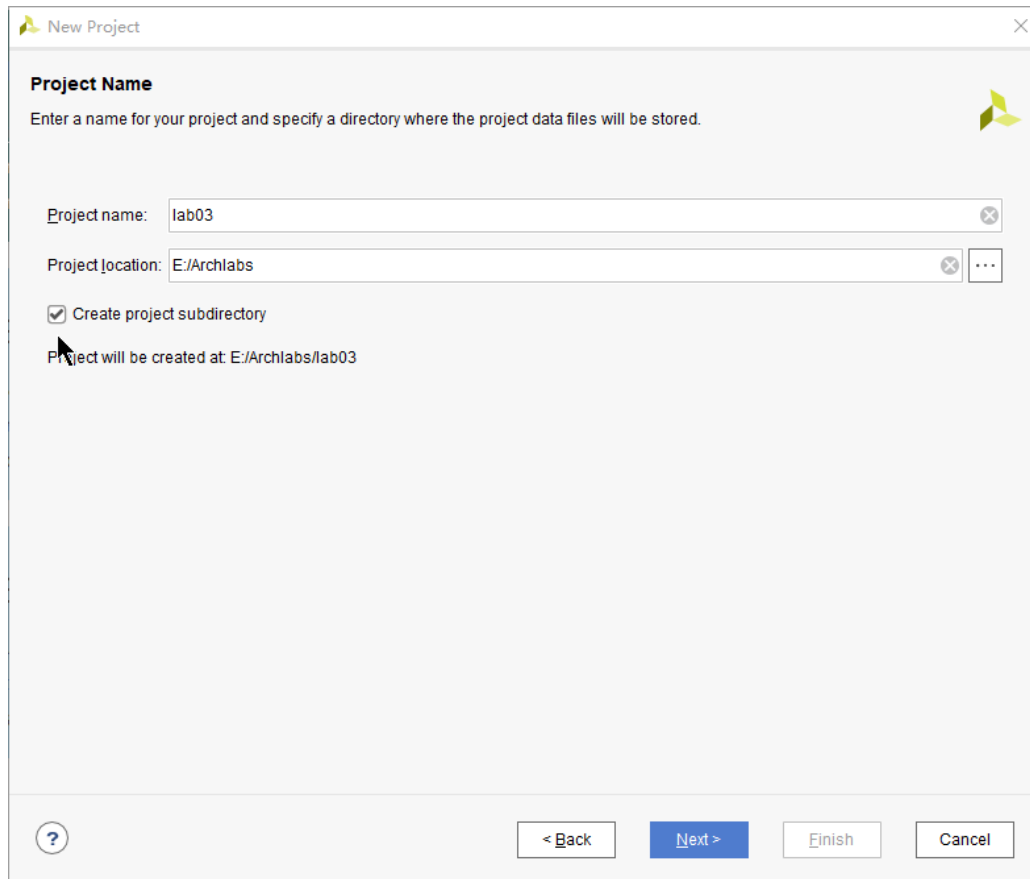 New Project
Project Name
Enter a name for your project and specify a directory where the project data files will be stored.
Project name: lab03
Project location: E:/Archlabs ...
Create project subdirectory
Project will be created at: E:/Archlabs/lab03
? < Back Next > Finish Cancel